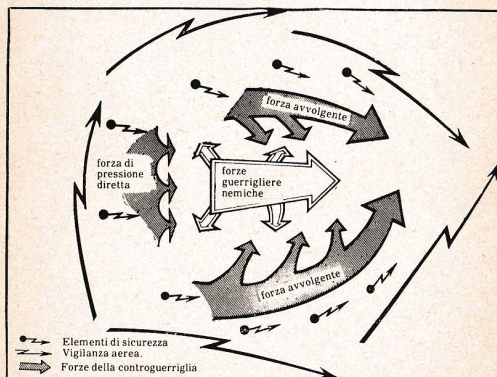 forza avvolgente
forza di
pressione
diretta
forze
guerrigliere
nemiche
forza avvolgente
Elementi di sicurezza
Vigilanza aerea.
Forze della controguerriglia